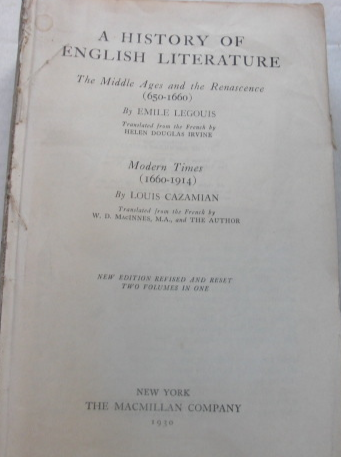 A HISTORY OF
ENGLISH LITERATURE
The Middle Ages and the Renascence
(650-1660)
By EMILE LEGOUIS
Translated from the French by
HELEN DOUGLAS IRVINE
Modern Times
(1660-1914)
By LOUIS CAZAMIAN
Translated from the French by
W. D. MACINNES, M.A., and THE AUTHOR
NEW EDITION REVISED AND RESET
TWO VOLUMES IN ONE
NEW YORK
THE MACMILLAN COMPANY
1930